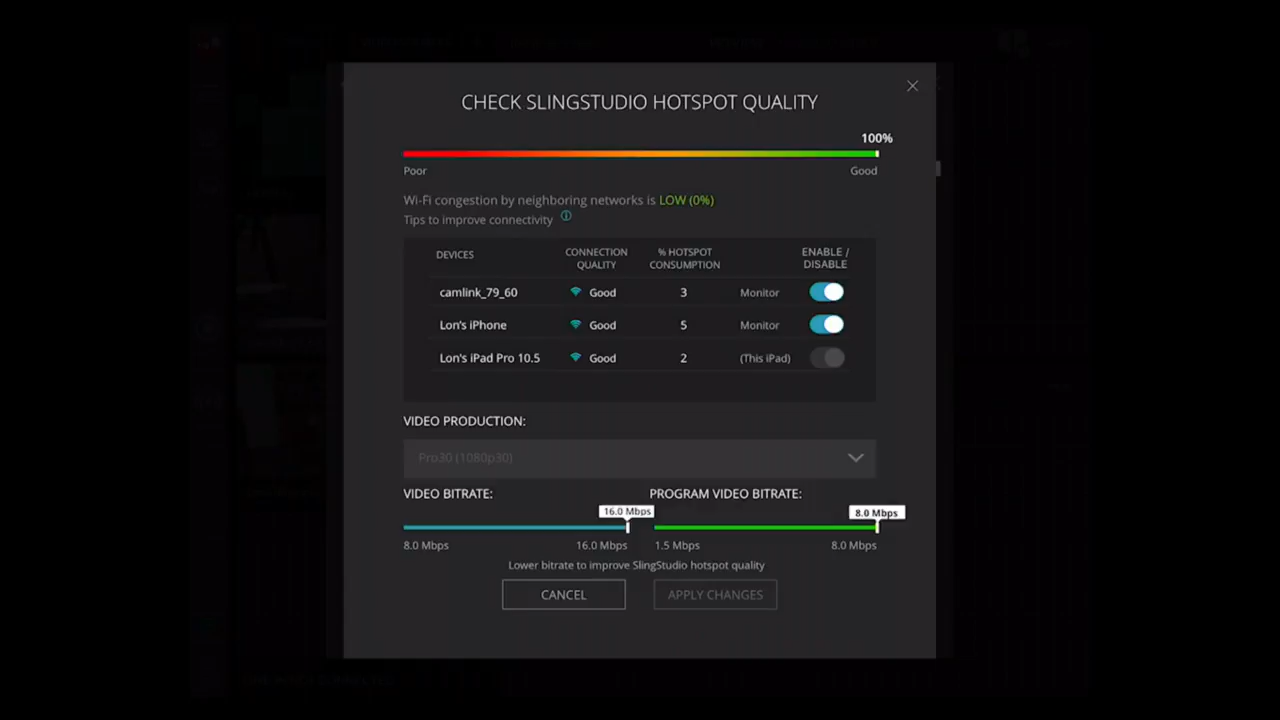 CHECK SLINGSTUDIO HOTSPOT QUALITY
100%
Poor Good
Wi-Fi congestion by neighboring networks is LOW (0%)
Tips to improve connectivity
DEVICES CONNECTION QUALITY % HOTSPOT CONSUMPTION ENABLE / DISABLE
camlink_79_60 Good 3 Monitor
Lon's iPhone Good 5 Monitor
Lon's iPad Pro 10.5 Good 2 (This iPad)
VIDEO PRODUCTION:
Pro30 (1080p30)
VIDEO BITRATE: PROGRAM VIDEO BITRATE:
16.0 Mbps 8.0 Mbps
8.0 Mbps 16.0 Mbps 1.5 Mbps 8.0 Mbps
Lower bitrate to improve SlingStudio hotspot quality
CANCEL APPLY CHANGES